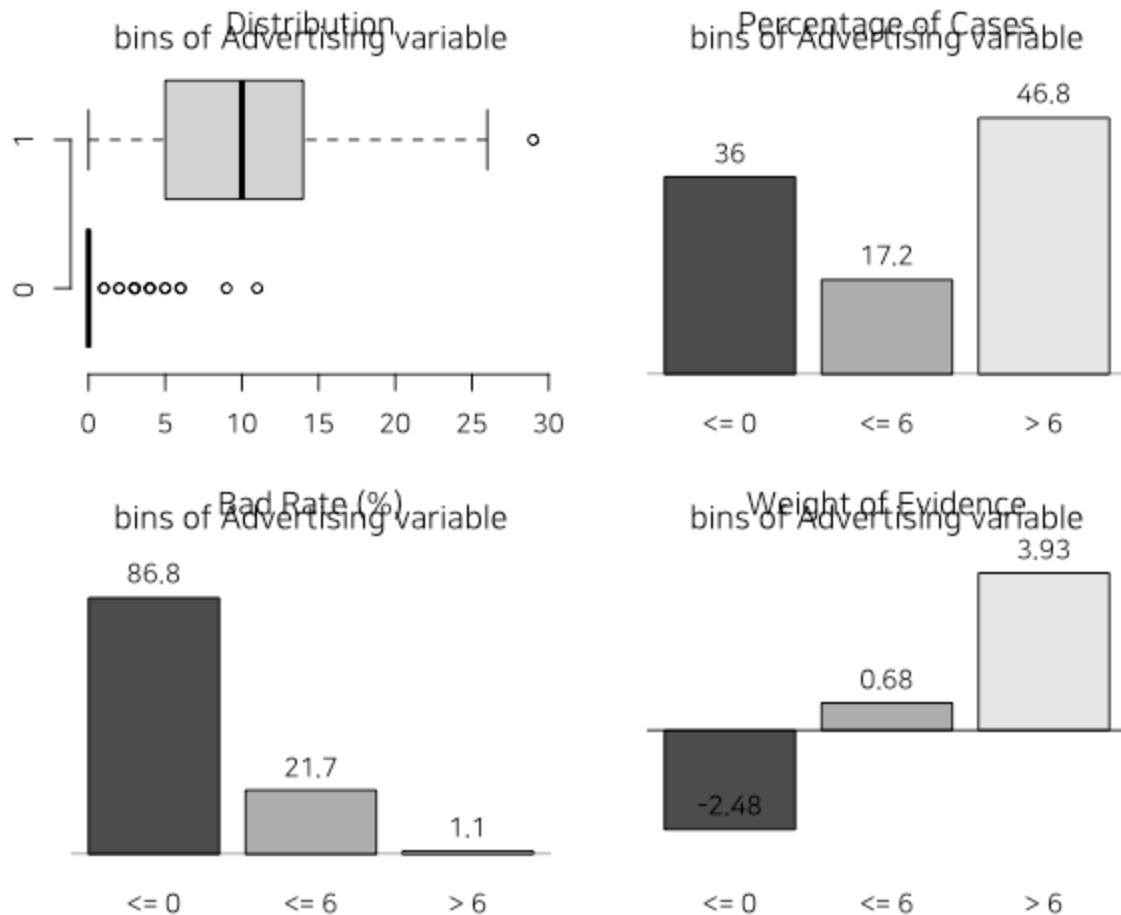 Distribution
bins of Advertising variable
1
0
0 5 10 15 20 25 30
Percentage of Cases
bins of Advertising variable
36
17.2
46.8
<= 0 <= 6 > 6
Bad Rate (%)
bins of Advertising variable
86.8
21.7
1.1
<= 0 <= 6 > 6
Weight of Evidence
bins of Advertising variable
-2.48
0.68
3.93
<= 0 <= 6 > 6